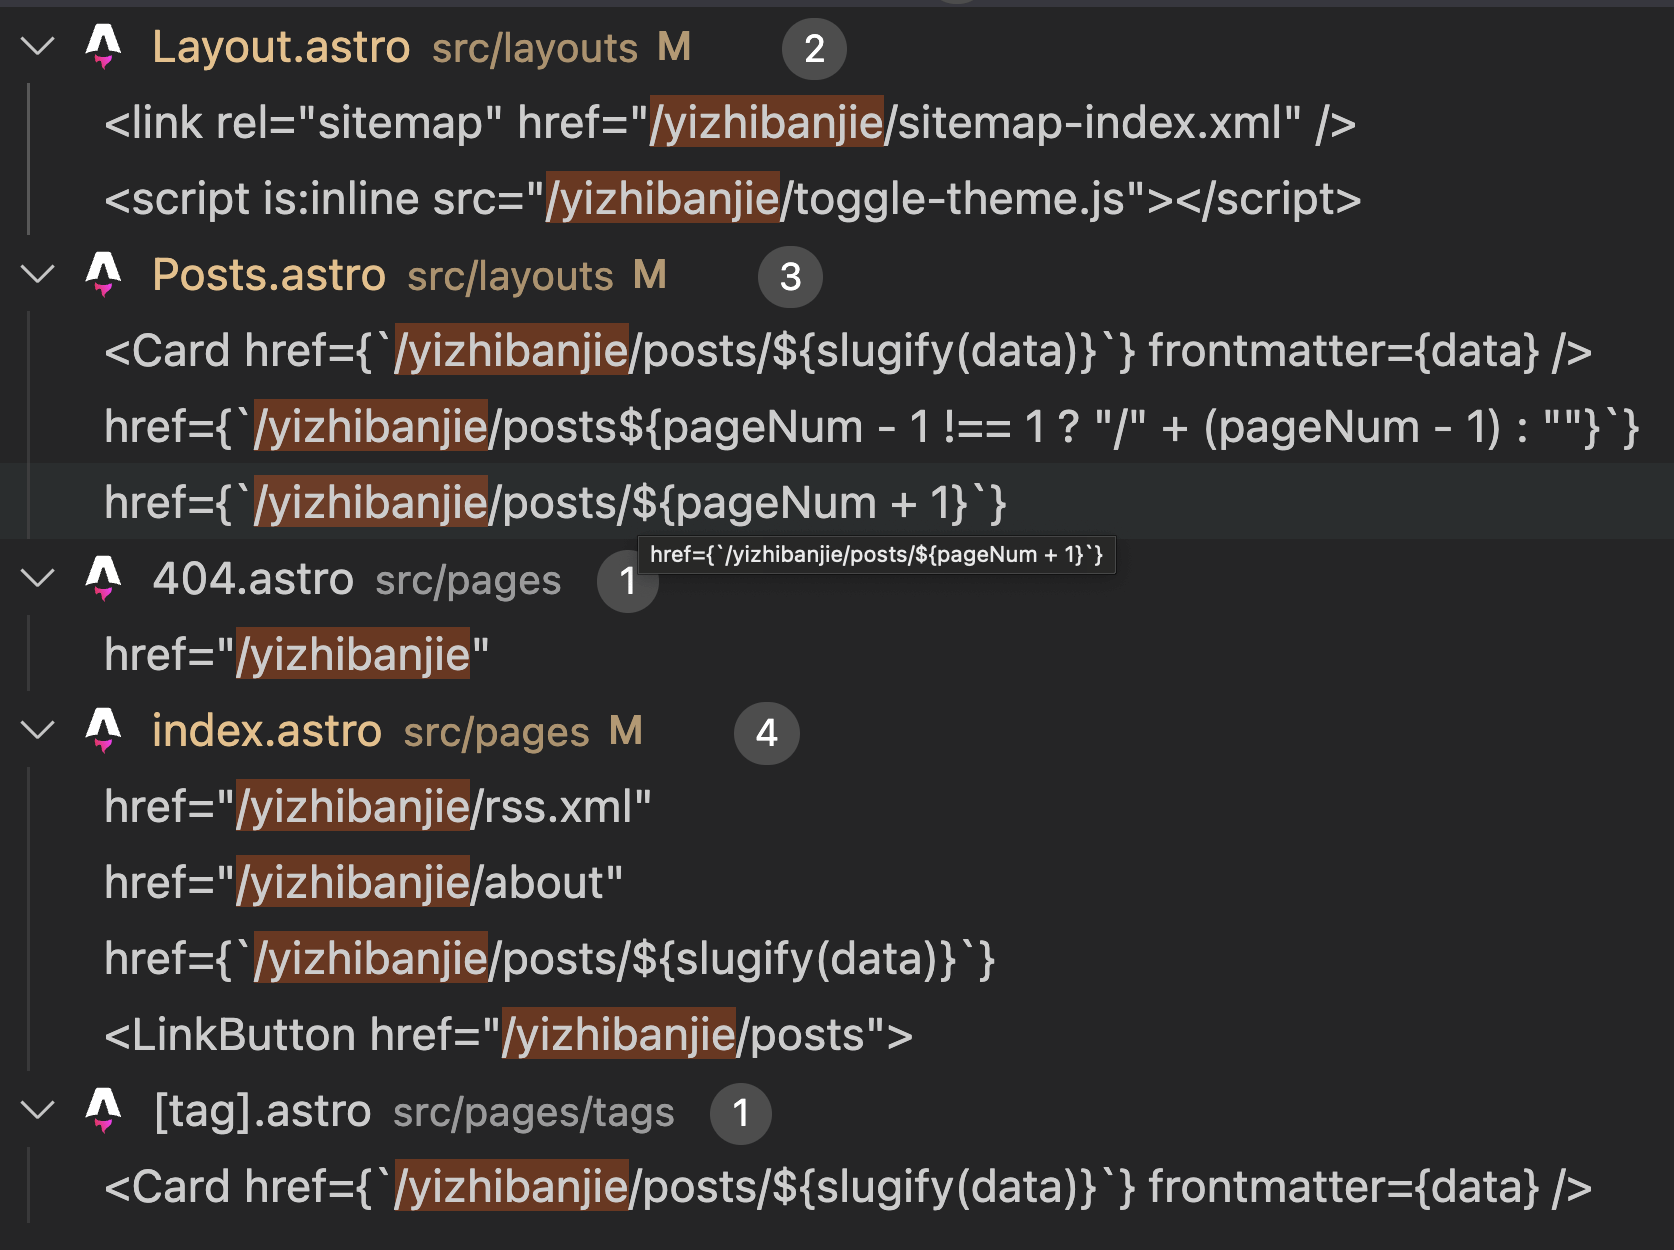 Layout.astro src/layouts M 2
<link rel="sitemap" href="/yizhibanjie/sitemap-index.xml" />
<script is:inline src="/yizhibanjie/toggle-theme.js"></script>
Posts.astro src/layouts M 3
<Card href={`/yizhibanjie/posts/${slugify(data)}`} frontmatter={data} />
href={`/yizhibanjie/posts${pageNum - 1 !== 1 ? "/" + (pageNum - 1) : ""}`}
href={`/yizhibanjie/posts/${pageNum + 1}`}
href={`/yizhibanjie/posts/${pageNum + 1}`}
404.astro src/pages 1
href="/yizhibanjie"
index.astro src/pages M 4
href="/yizhibanjie/rss.xml"
href="/yizhibanjie/about"
href={`/yizhibanjie/posts/${slugify(data)}`}
<LinkButton href="/yizhibanjie/posts">
[tag].astro src/pages/tags 1
<Card href={`/yizhibanjie/posts/${slugify(data)}`} frontmatter={data} />